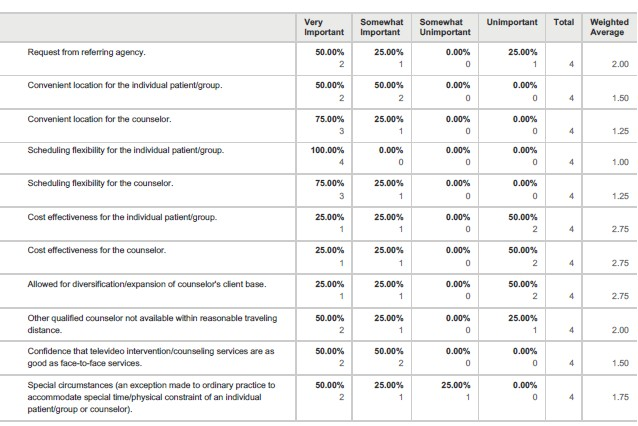 Very Important	Somewhat Important	Somewhat Unimportant	Unimportant	Total	Weighted Average
Request from referring agency.	50.00%	25.00%	0.00%	25.00%
2	1	0	1	4	2.00
Convenient location for the individual patient/group.	50.00%	50.00%	0.00%	0.00%
2	2	0	0	4	1.50
Convenient location for the counselor.	75.00%	25.00%	0.00%	0.00%
3	1	0	0	4	1.25
Scheduling flexibility for the individual patient/group.	100.00%	0.00%	0.00%	0.00%
4	0	0	0	4	1.00
Scheduling flexibility for the counselor.	75.00%	25.00%	0.00%	0.00%
3	1	0	0	4	1.25
Cost effectiveness for the individual patient/group.	25.00%	25.00%	0.00%	50.00%
1	1	0	2	4	2.75
Cost effectiveness for the counselor.	25.00%	25.00%	0.00%	50.00%
1	1	0	2	4	2.75
Allowed for diversification/expansion of counselor's client base.	25.00%	25.00%	0.00%	50.00%
1	1	0	2	4	2.75
Other qualified counselor not available within reasonable traveling	50.00%	25.00%	0.00%	25.00%
distance.	2	1	0	1	4	2.00
Confidence that televideo intervention/counseling services are as	50.00%	50.00%	0.00%	0.00%
good as face-to-face services.	2	2	0	0	4	1.50
Special circumstances (an exception made to ordinary practice to	50.00%	25.00%	25.00%	0.00%
accommodate special time/physical constraint of an individual	2	1	1	0	4	1.75
patient/group or counselor).